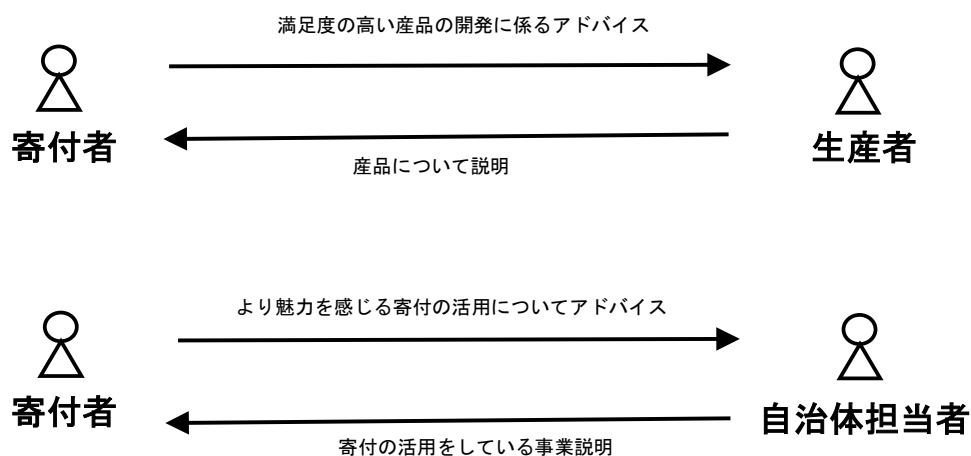 満足度の高い産品の開発に係るアドバイス
寄付者
生産者
産品について説明
より魅力を感じる寄付の活用についてアドバイス
寄付者
自治体担当者
寄付の活用をしている事業説明